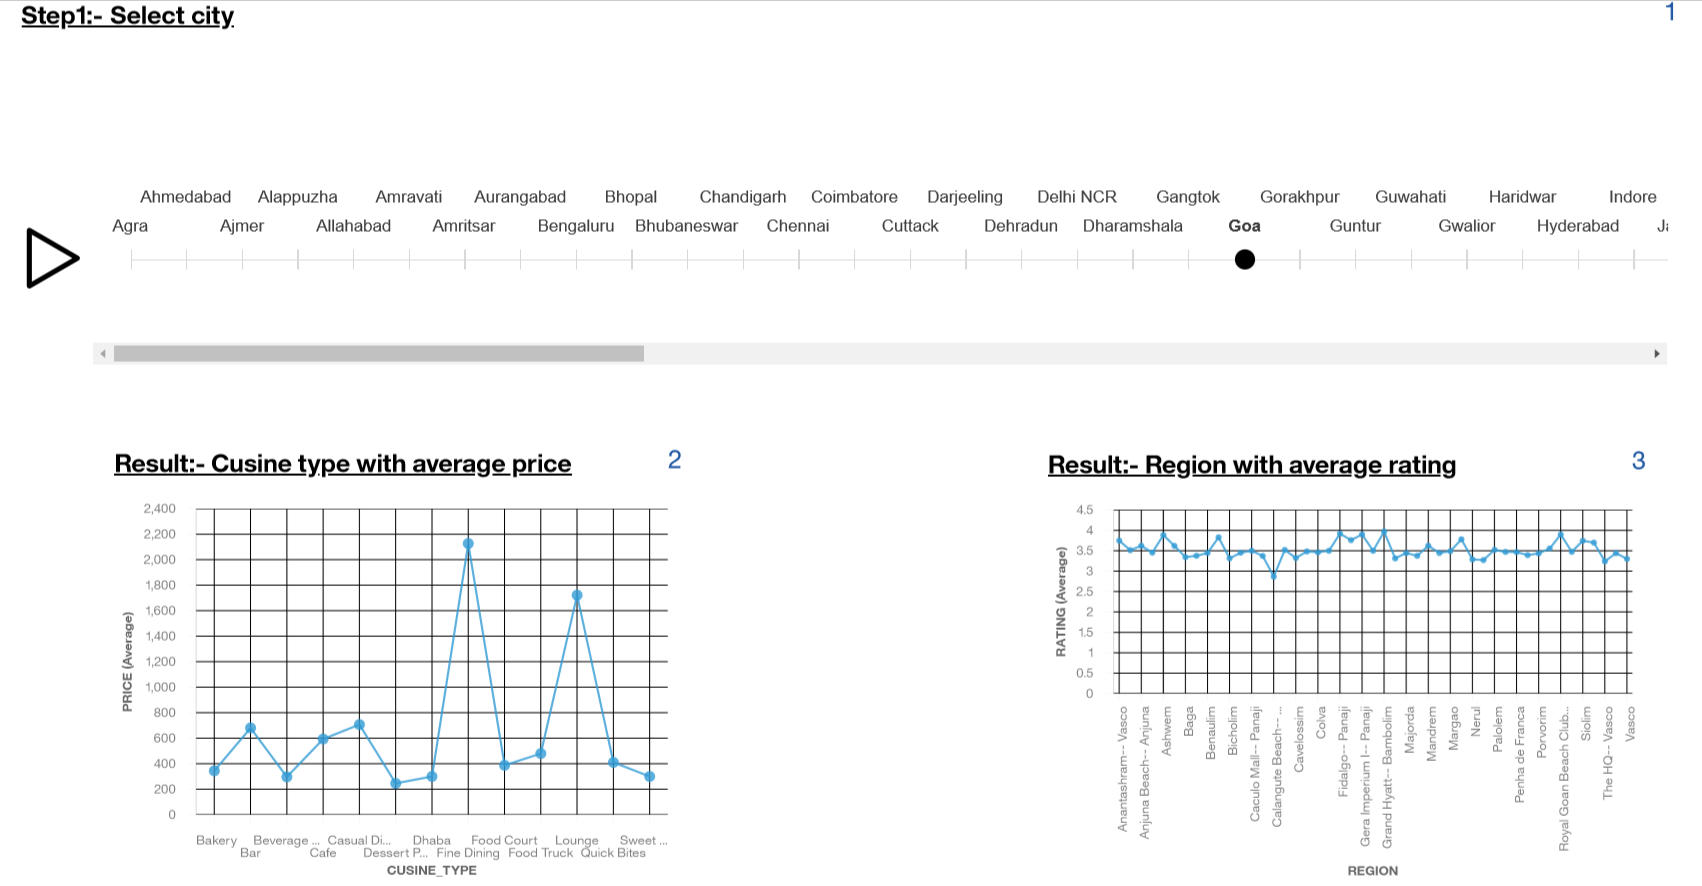 Step1:- Select city
1
Ahmedabad Alappuzha Amravati Aurangabad Bhopal Chandigarh Coimbatore Darjeeling Delhi NCR Gangtok Gorakhpur Guwahati Haridwar Indore
Agra Ajmer Allahabad Amritsar Bengaluru Bhubaneswar Chennai Cuttack Dehradun Dharamshala Goa Guntur Gwalior Hyderabad
Result:- Cusine type with average price
2
2,400
2,200
2,000
1,800
1,600
1,400
1,200
1,000
800
600
400
200
0
PRICE (Average)
Bakery Beverage ... Casual Di... Dhaba Food Court Lounge Sweet ...
Bar Cafe Dessert P... Fine Dining Food Truck Quick Bites
CUSINE_TYPE
Result:- Region with average rating
3
4.5
4
3.5
3
2.5
2
1.5
1
0.5
0
RATING (Average)
Anantashram-- Vasco
Anjuna Beach-- Anjuna
Ashwem
Baga
Benaulim
Bicholim
Caculo Mall-- Panaji
Calangute Beach-- ...
Cavelossim
Colva
Fidalgo-- Panaji
Gera Imperium I-- Panaji
Grand Hyatt-- Bambolim
Majorda
Mandrem
Margao
Nerul
Palolem
Penha de Franca
Porvorim
Royal Goan Beach Club...
Siolim
The HQ-- Vasco
Vasco
REGION